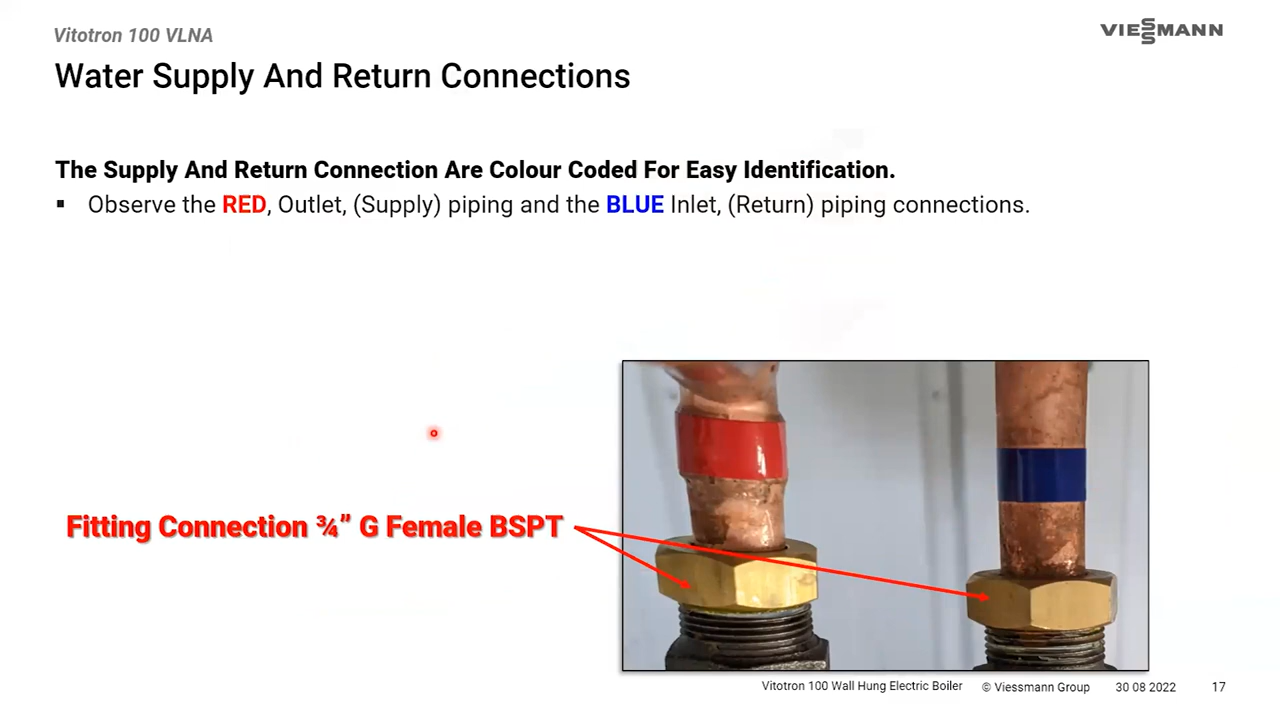 Vitotron 100 VLNA
VIESSMANN
Water Supply And Return Connections
The Supply And Return Connection Are Colour Coded For Easy Identification.
▪ Observe the RED, Outlet, (Supply) piping and the BLUE Inlet, (Return) piping connections.
Fitting Connection ¾” G Female BSPT
Vitotron 100 Wall Hung Electric Boiler © Viessmann Group 30 08 2022 17